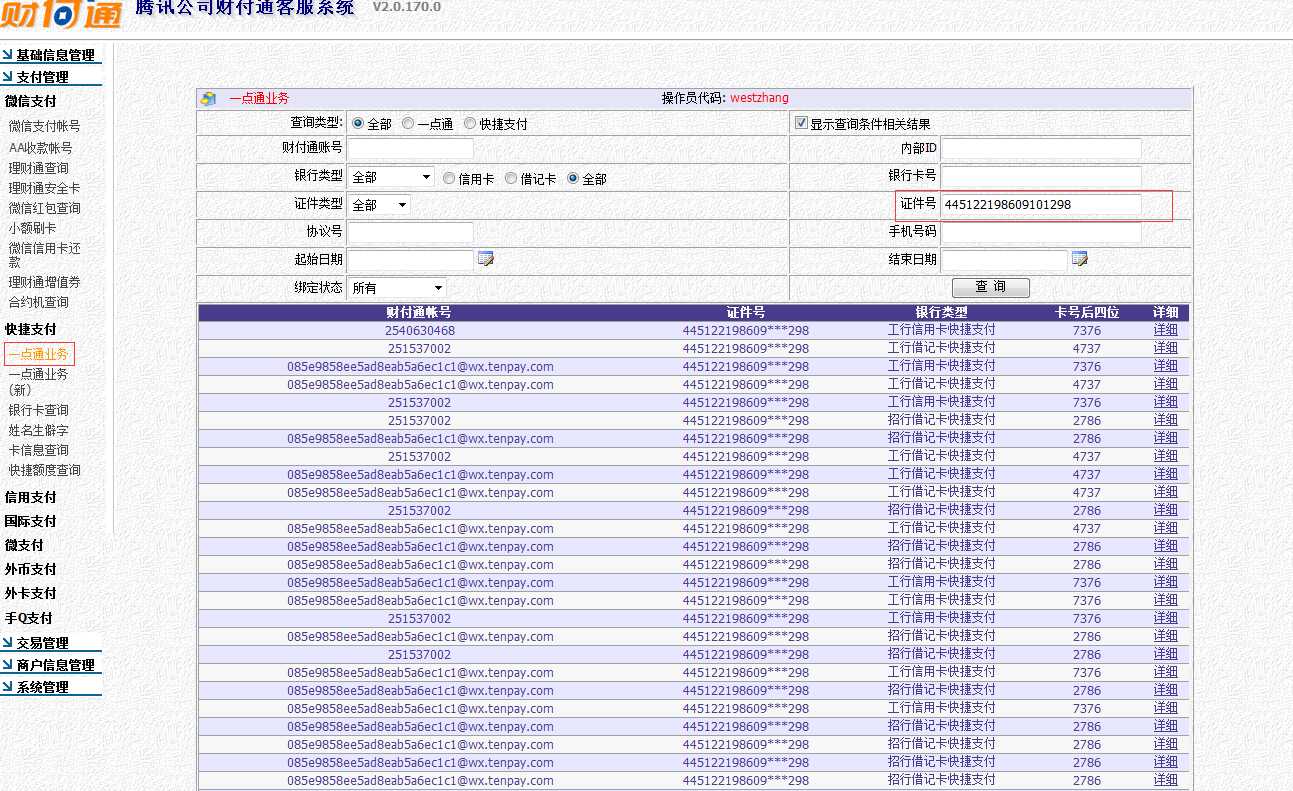 财付通 腾讯公司财付通客服系统 V2.0.170.0
基础信息管理
支付管理
微信支付
微信支付帐号
AA收款帐号
理财通查询
理财通安全卡
微信红包查询
小额刷卡
微信信用卡还
款
理财通增值券
合约机查询
快捷支付
一点通业务
一点通业务
（新）
银行卡查询
姓名生僻字
卡信息查询
快捷额度查询
信用支付
国际支付
微支付
外币支付
外卡支付
手Q支付
交易管理
商户信息管理
系统管理
一点通业务 操作员代码: westzhang
查询类型: 全部 一点通 快捷支付 显示查询条件相关结果
财付通账号 内部ID
银行类型 全部 信用卡 借记卡 全部 银行卡号
证件类型 全部 证件号 445122198609101298
协议号 手机号码
起始日期 结束日期
绑定状态 所有 查 询
财付通帐号 证件号 银行类型 卡号后四位 详细
2540630468 445122198609***298 工行信用卡快捷支付 7376 详细
251537002 445122198609***298 工行借记卡快捷支付 4737 详细
085e9858ee5ad8eab5a6ec1c1@wx.tenpay.com 445122198609***298 工行信用卡快捷支付 7376 详细
085e9858ee5ad8eab5a6ec1c1@wx.tenpay.com 445122198609***298 工行借记卡快捷支付 4737 详细
251537002 445122198609***298 工行信用卡快捷支付 7376 详细
251537002 445122198609***298 招行借记卡快捷支付 2786 详细
085e9858ee5ad8eab5a6ec1c1@wx.tenpay.com 445122198609***298 招行借记卡快捷支付 2786 详细
251537002 445122198609***298 工行借记卡快捷支付 4737 详细
085e9858ee5ad8eab5a6ec1c1@wx.tenpay.com 445122198609***298 工行借记卡快捷支付 4737 详细
085e9858ee5ad8eab5a6ec1c1@wx.tenpay.com 445122198609***298 工行借记卡快捷支付 4737 详细
251537002 445122198609***298 招行借记卡快捷支付 2786 详细
085e9858ee5ad8eab5a6ec1c1@wx.tenpay.com 445122198609***298 工行借记卡快捷支付 4737 详细
085e9858ee5ad8eab5a6ec1c1@wx.tenpay.com 445122198609***298 招行借记卡快捷支付 2786 详细
085e9858ee5ad8eab5a6ec1c1@wx.tenpay.com 445122198609***298 招行借记卡快捷支付 2786 详细
085e9858ee5ad8eab5a6ec1c1@wx.tenpay.com 445122198609***298 工行信用卡快捷支付 7376 详细
085e9858ee5ad8eab5a6ec1c1@wx.tenpay.com 445122198609***298 工行信用卡快捷支付 7376 详细
251537002 445122198609***298 工行信用卡快捷支付 7376 详细
085e9858ee5ad8eab5a6ec1c1@wx.tenpay.com 445122198609***298 招行借记卡快捷支付 2786 详细
251537002 445122198609***298 招行借记卡快捷支付 2786 详细
085e9858ee5ad8eab5a6ec1c1@wx.tenpay.com 445122198609***298 工行信用卡快捷支付 7376 详细
085e9858ee5ad8eab5a6ec1c1@wx.tenpay.com 445122198609***298 招行借记卡快捷支付 2786 详细
085e9858ee5ad8eab5a6ec1c1@wx.tenpay.com 445122198609***298 工行信用卡快捷支付 7376 详细
085e9858ee5ad8eab5a6ec1c1@wx.tenpay.com 445122198609***298 招行借记卡快捷支付 2786 详细
085e9858ee5ad8eab5a6ec1c1@wx.tenpay.com 445122198609***298 招行借记卡快捷支付 2786 详细
085e9858ee5ad8eab5a6ec1c1@wx.tenpay.com 445122198609***298 招行借记卡快捷支付 2786 详细
085e9858ee5ad8eab5a6ec1c1@wx.tenpay.com 445122198609***298 招行借记卡快捷支付 2786 详细